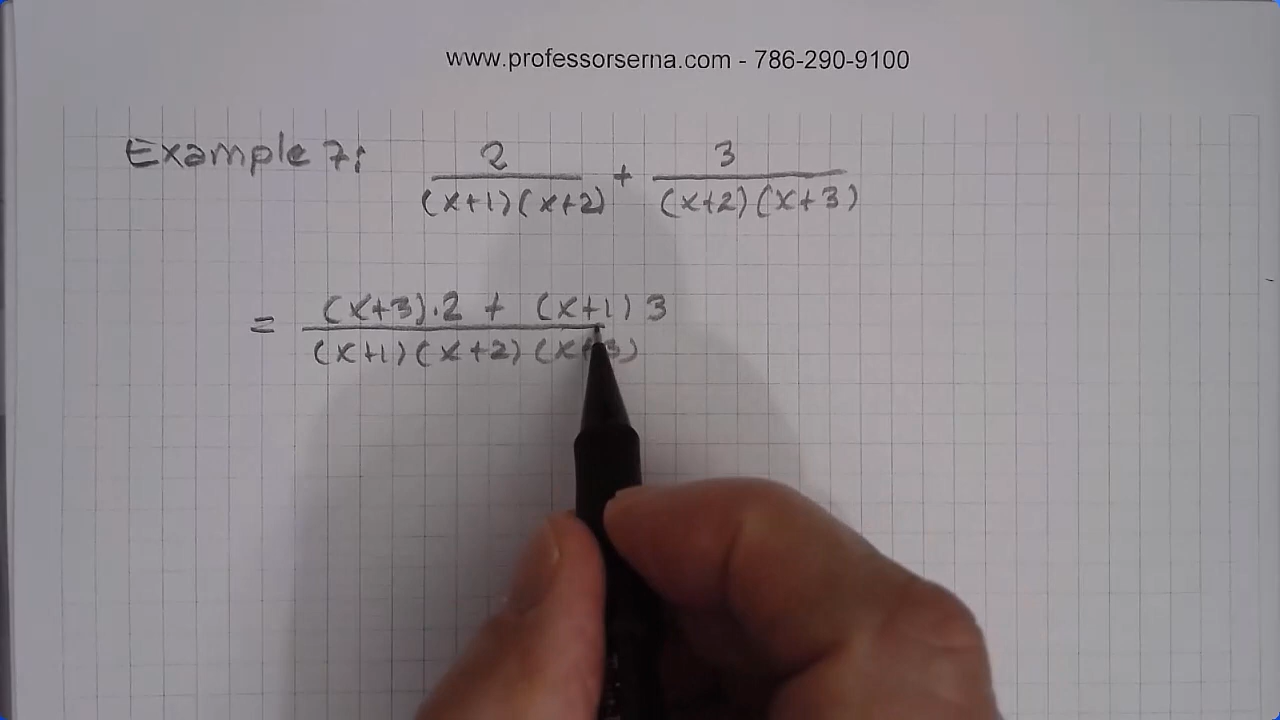 www.professorserna.com - 786-290-9100
Example 7: 2/((x+1)(x+2)) + 3/((x+2)(x+3))
= ((x+3)·2 + (x+1)3)/((x+1)(x+2)(x+3))